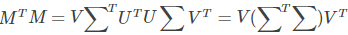 M^T M = V∑^T U^T U ∑ V^T = V(∑^T ∑)V^T